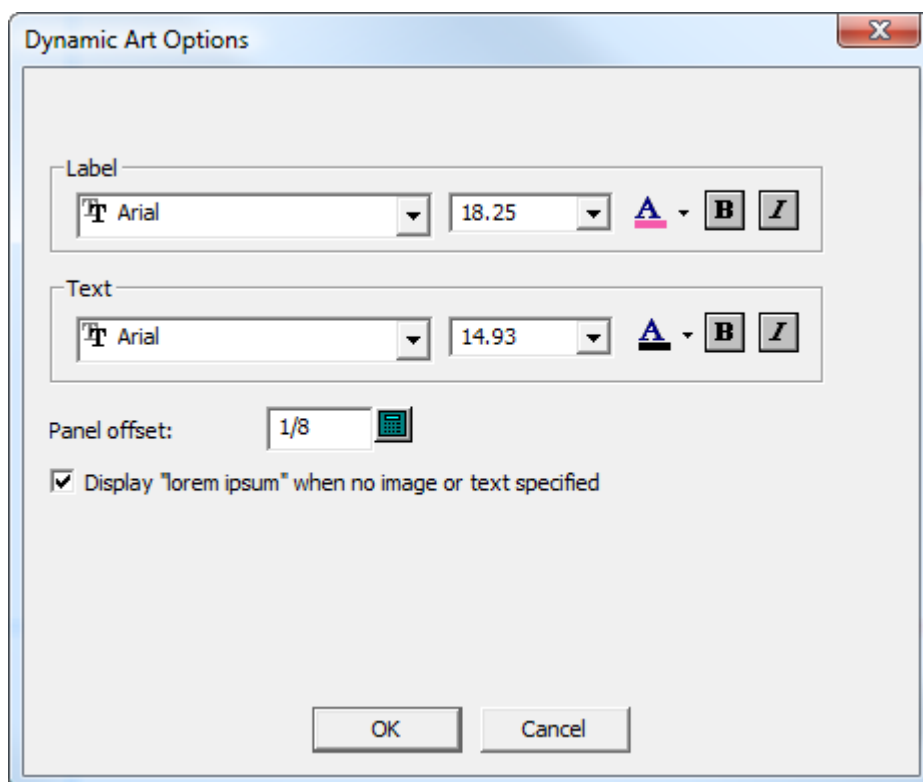 Dynamic Art Options
Label
Arial 18.25 A B I
Text
Arial 14.93 A B I
Panel offset: 1/8
Display "lorem ipsum" when no image or text specified
OK Cancel